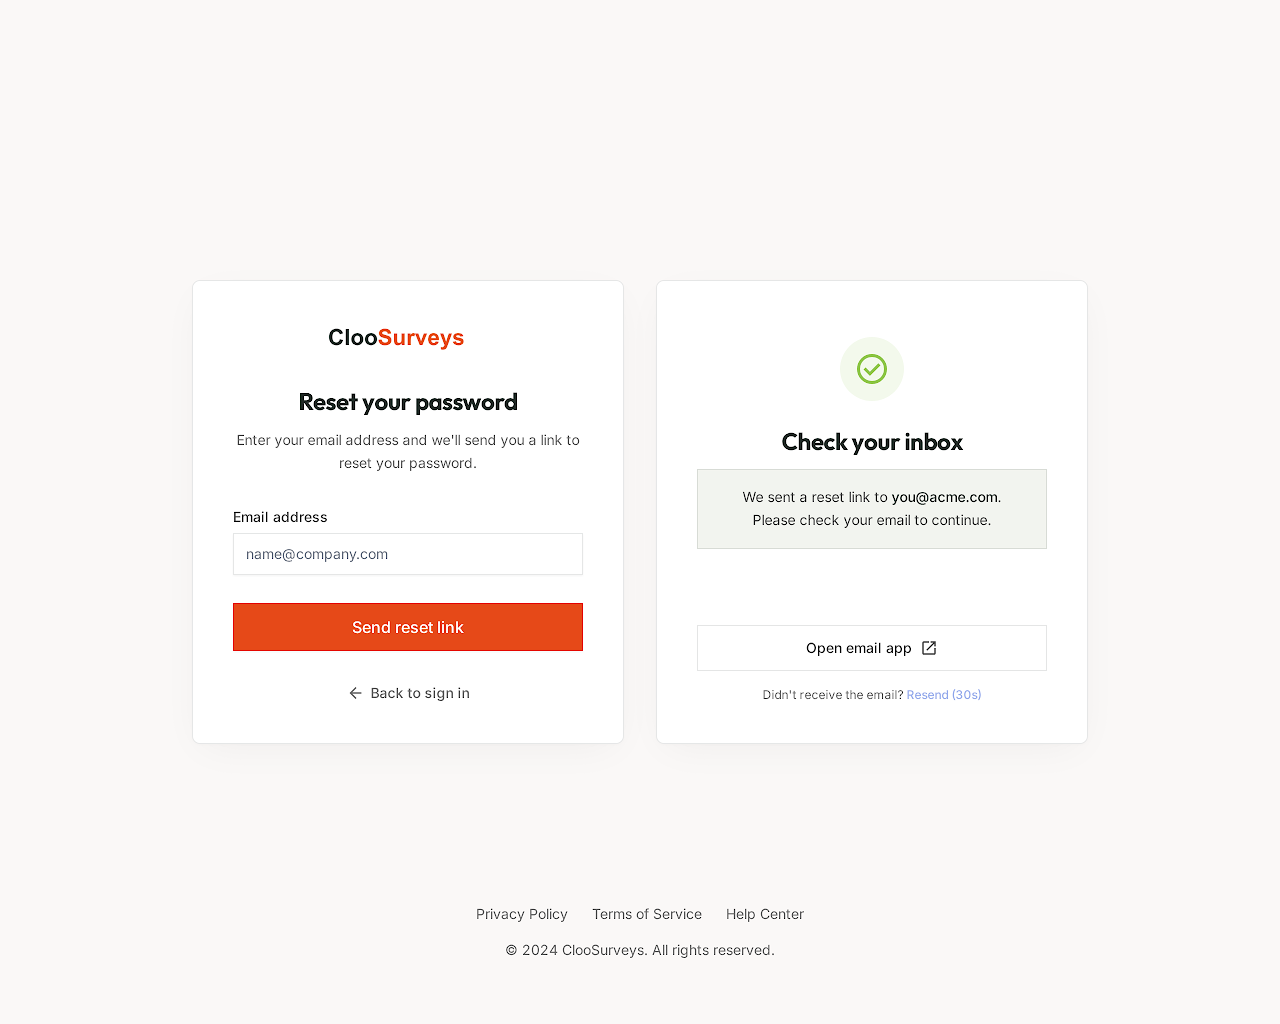 ClooSurveys
Reset your password
Enter your email address and we'll send you a link to
reset your password.
Email address
name@company.com
Send reset link
Back to sign in
Check your inbox
We sent a reset link to you@acme.com.
Please check your email to continue.
Open email app
Didn't receive the email? Resend (30s)
Privacy Policy Terms of Service Help Center
© 2024 ClooSurveys. All rights reserved.